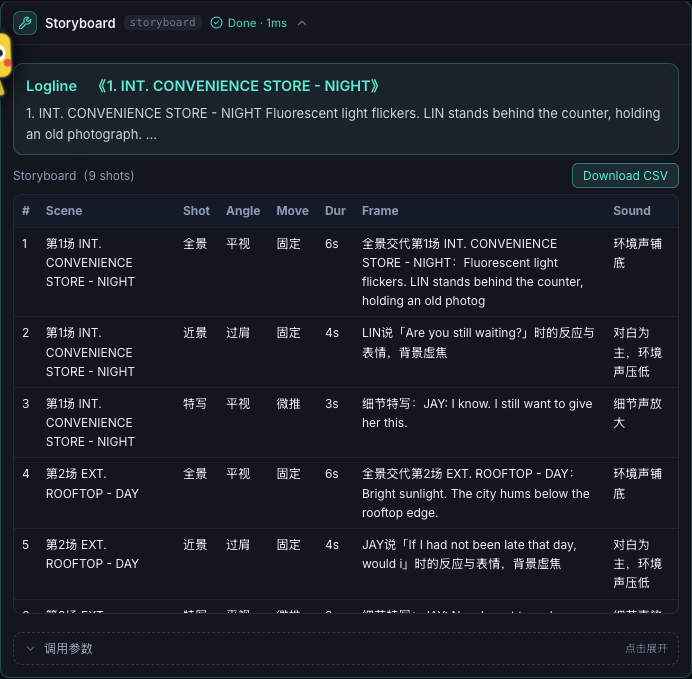 Storyboard storyboard Done · 1ms
Logline 《1. INT. CONVENIENCE STORE - NIGHT》
1. INT. CONVENIENCE STORE - NIGHT Fluorescent light flickers. LIN stands behind the counter, holding
an old photograph. ...
Storyboard (9 shots)
Download CSV
# Scene Shot Angle Move Dur Frame Sound
1 第1场 INT. 全景 平视 固定 6s 全景交代第1场 INT. CONVENIENCE 环境声铺
CONVENIENCE STORE - NIGHT：Fluorescent light 底
STORE - NIGHT flickers. LIN stands behind the counter,
holding an old photog
2 第1场 INT. 近景 过肩 固定 4s LIN说「Are you still waiting?」时的反应与 对白为
CONVENIENCE 表情，背景虚焦 主，环境
STORE - NIGHT 声压低
3 第1场 INT. 特写 平视 微推 3s 细节特写：JAY: I know. I still want to give 细节声放
CONVENIENCE her this. 大
STORE - NIGHT
4 第2场 EXT. 全景 平视 固定 6s 全景交代第2场 EXT. ROOFTOP - DAY： 环境声铺
ROOFTOP - DAY Bright sunlight. The city hums below the 底
rooftop edge.
5 第2场 EXT. 近景 过肩 固定 4s JAY说「If I had not been late that day, 对白为
ROOFTOP - DAY would i」时的反应与表情，背景虚焦 主，环境
声压低
调用参数 点击展开